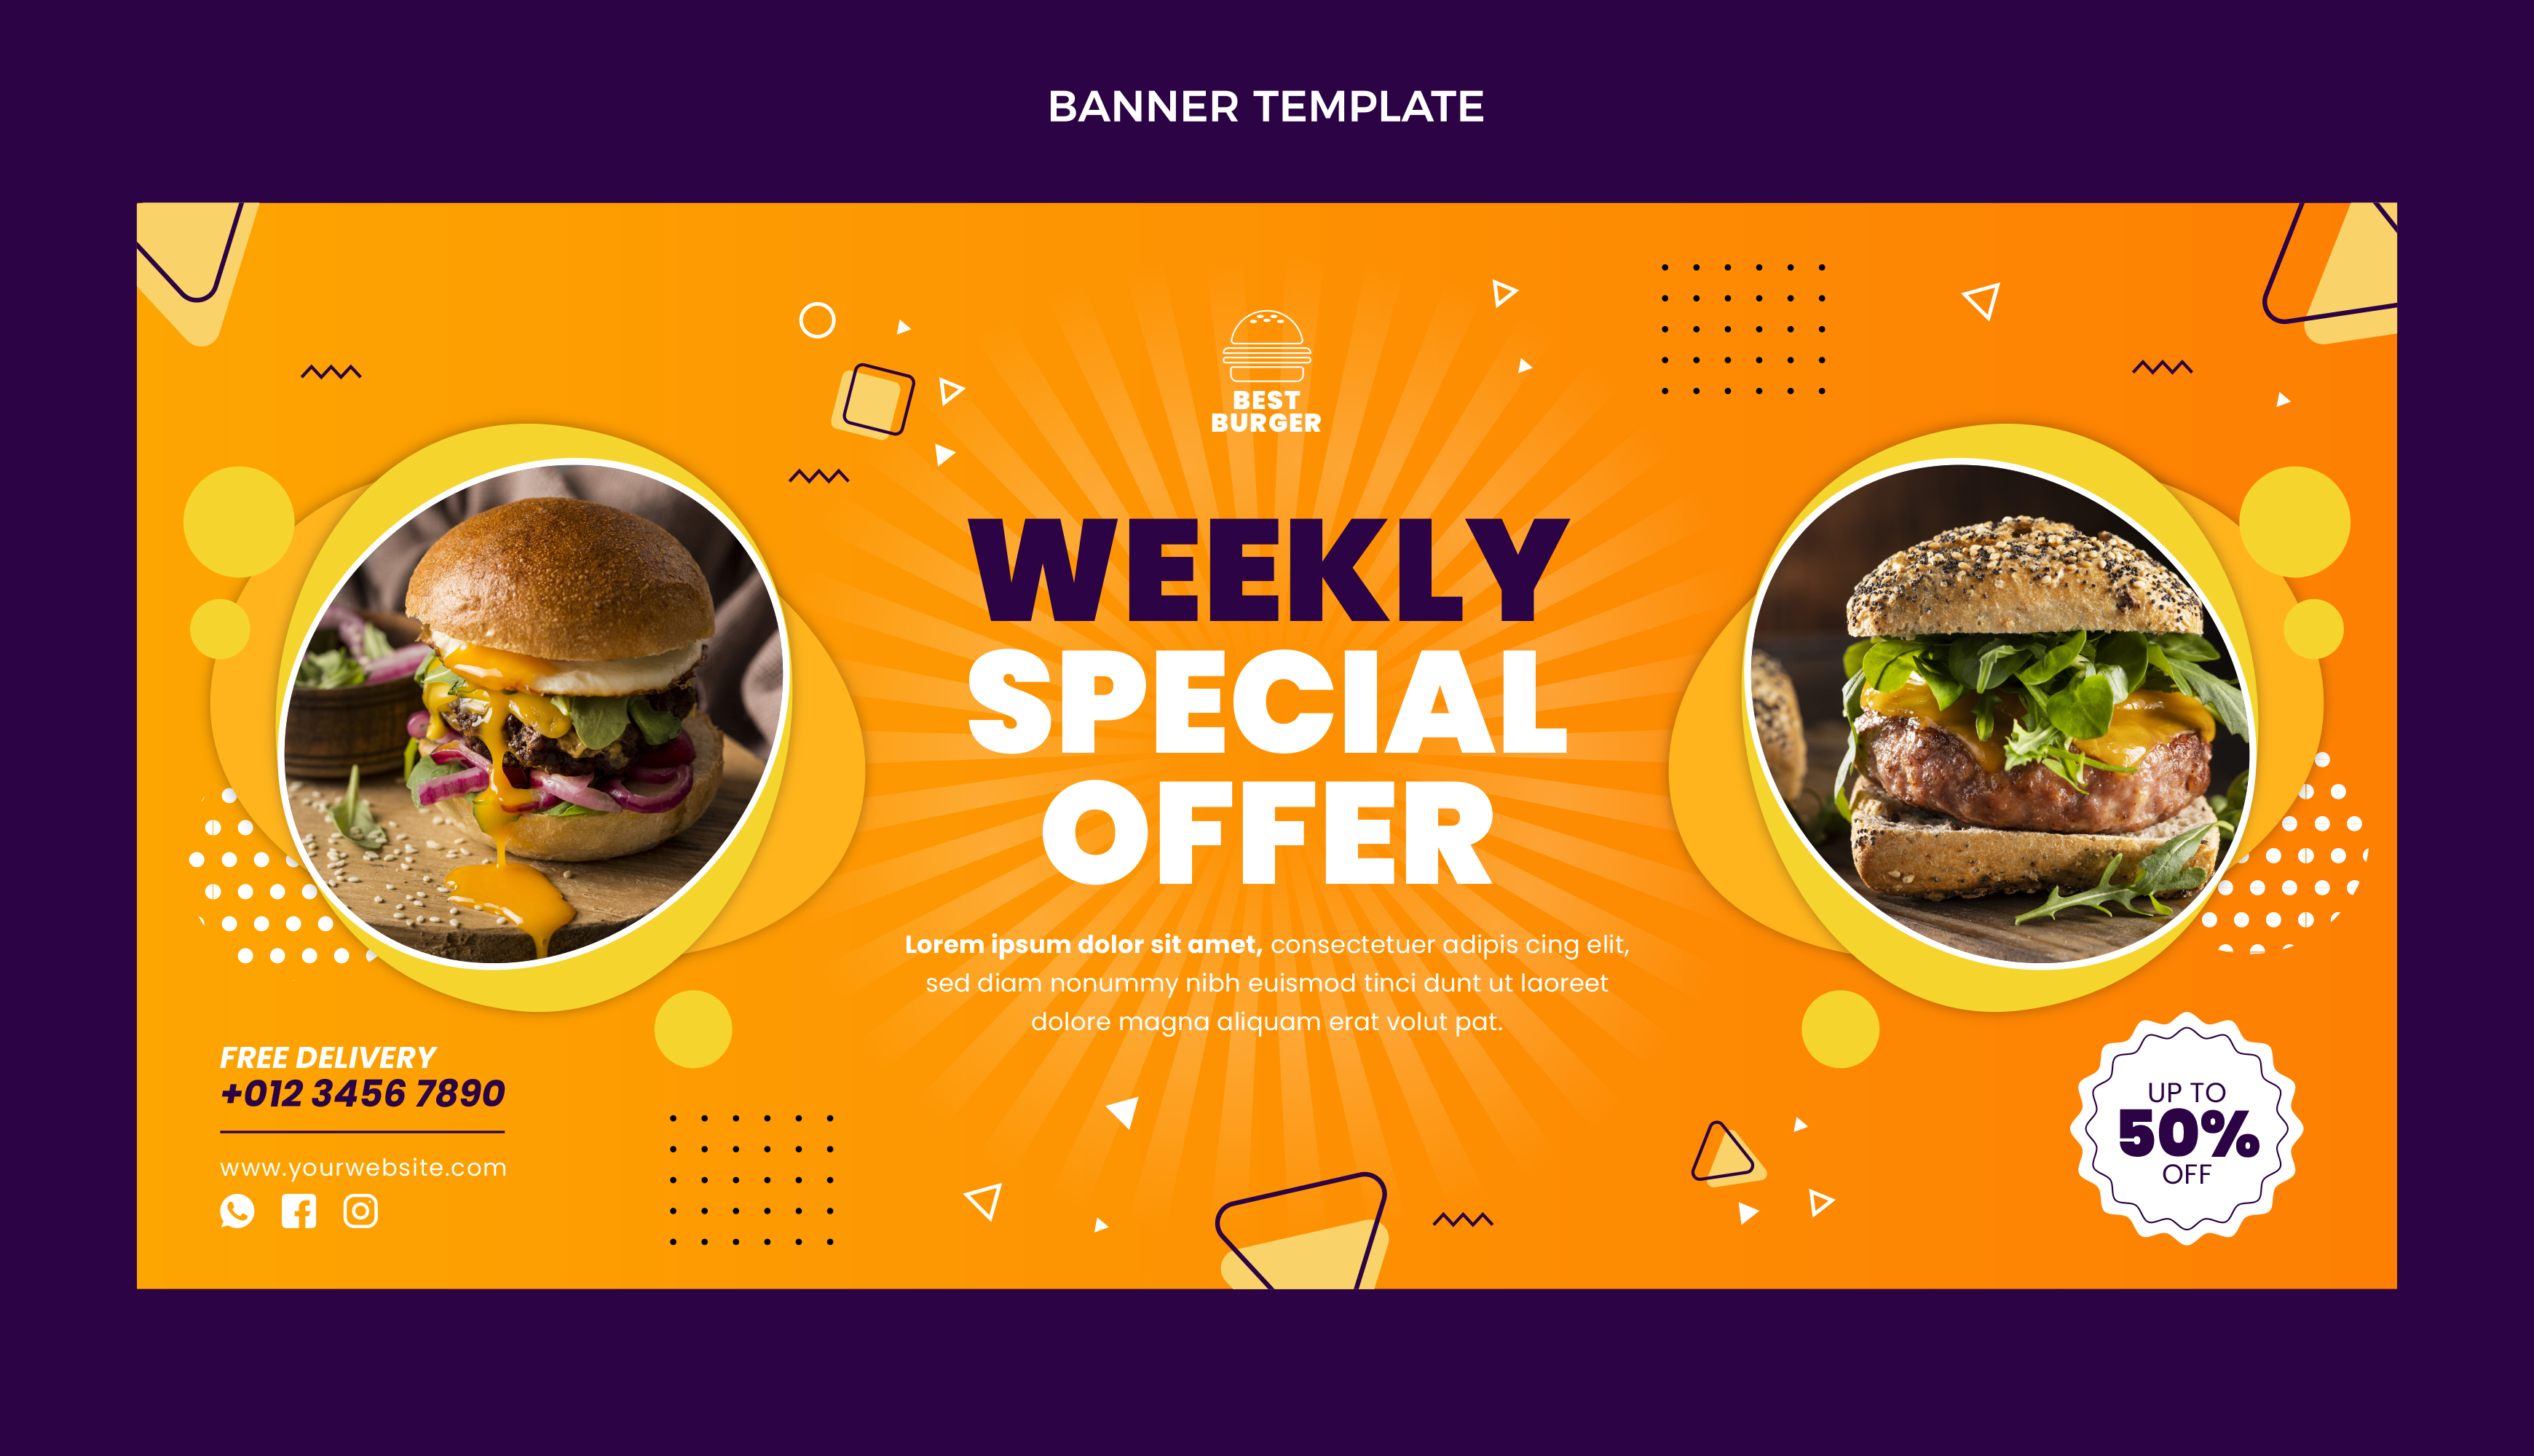 BANNER TEMPLATE
BEST
BURGER
WEEKLY
SPECIAL
OFFER
Lorem ipsum dolor sit amet, consectetuer adipis cing elit,
sed diam nonummy nibh euismod tinci dunt ut laoreet
dolore magna aliquam erat volut pat.
FREE DELIVERY
+012 3456 7890
www.yourwebsite.com
UP TO
50%
OFF